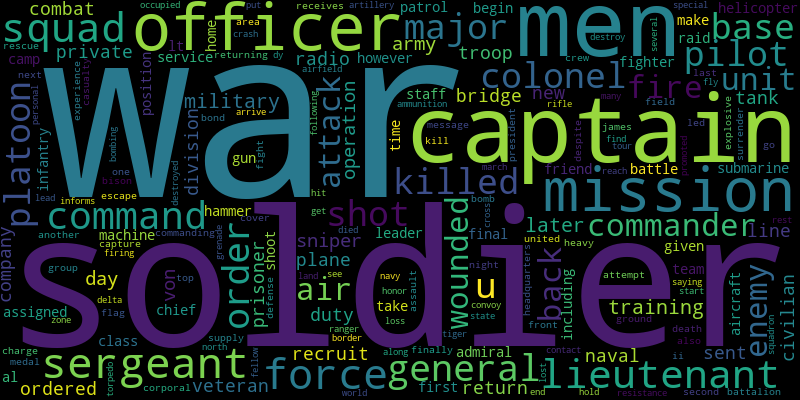 combat
occupied
put
artillery
patrol
receives
begin
helicopter
special
squad
officer
men
major
base
home
area
crash
make
several
rescue
private
lt
returning
dy
army
however
troop
fighter
raid
pilot
camp
service
radio
airfield
crew
destroy
next
personal
experience
casualty
position
war
colonel
unit
last
fly
many
military
staff
fire
platoon
infantry
bond
division
attack
operation
following
ammunition
bridge
new
rifle
field
tank
explosive
arrive
time
message
president
james
led
surrender
go
gun
fight
kill
captain
despite
find
tour
pregnant
bombing
one
destroyed
friend
battle
submarine
lead
bison
hit
killed
reach
march
mission
informs
escape
hammer
get
shot
bomb
cross
command
cover
wounded
later
commander
rest
company
another
machine
commanding
grenade
order
died
leader
sniper
final
united
heavy
line
given
capture
firing
hq
shoot
plane
back
including
team
group
day
top
prisoner
defense
land
see
navy
night
attempt
saying
start
von
soldier
air
u
headquarters
aircraft
civilian
enemy
assigned
delta
flag
chief
honor
take
assault
convoy
training
zone
supply
duty
ranger
loss
state
front
ground
squadron
class
north
border
tiger
death
also
charge
along
finally
admiral
naval
contact
ii
sent
sergeant
fellow
recruit
general
lieutenant
al
medal
force
ordered
torpedo
corporal
veteran
world
first
return
end
lost
hold
resistance
second
battalion